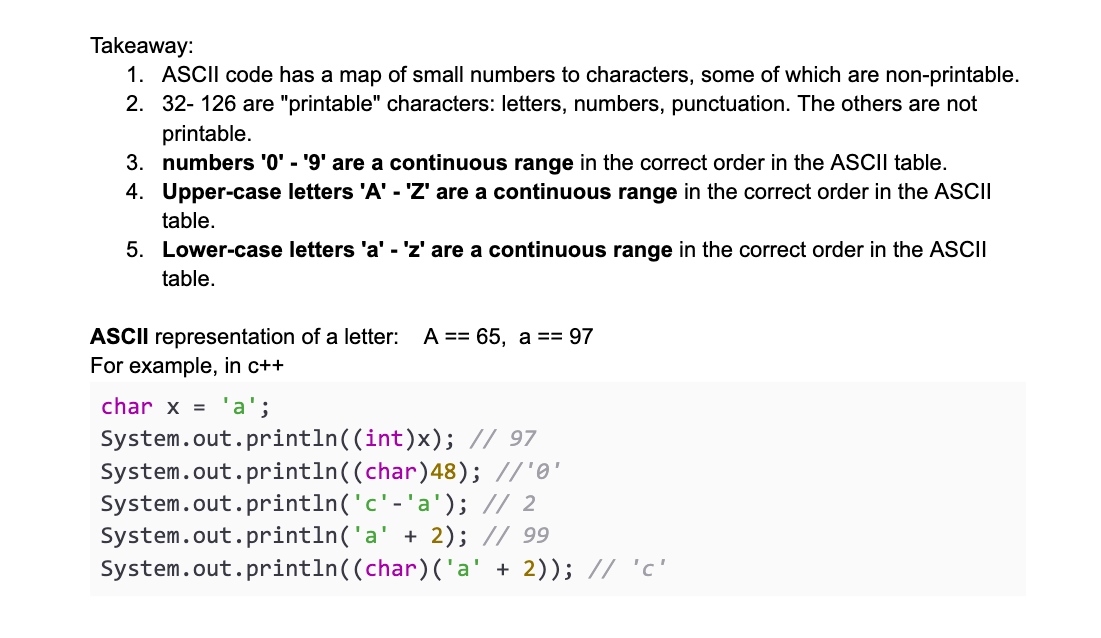 Takeaway:
1. ASCII code has a map of small numbers to characters, some of which are non-printable.
2. 32- 126 are "printable" characters: letters, numbers, punctuation. The others are not
printable.
3. numbers '0' - '9' are a continuous range in the correct order in the ASCII table.
4. Upper-case letters 'A' - 'Z' are a continuous range in the correct order in the ASCII
table.
5. Lower-case letters 'a' - 'z' are a continuous range in the correct order in the ASCII
table.
ASCII representation of a letter: A == 65, a == 97
For example, in c++
char x = 'a';
System.out.println((int)x); // 97
System.out.println((char)48); //'0'
System.out.println('c'-'a'); // 2
System.out.println('a' + 2); // 99
System.out.println((char)('a' + 2)); // 'c'